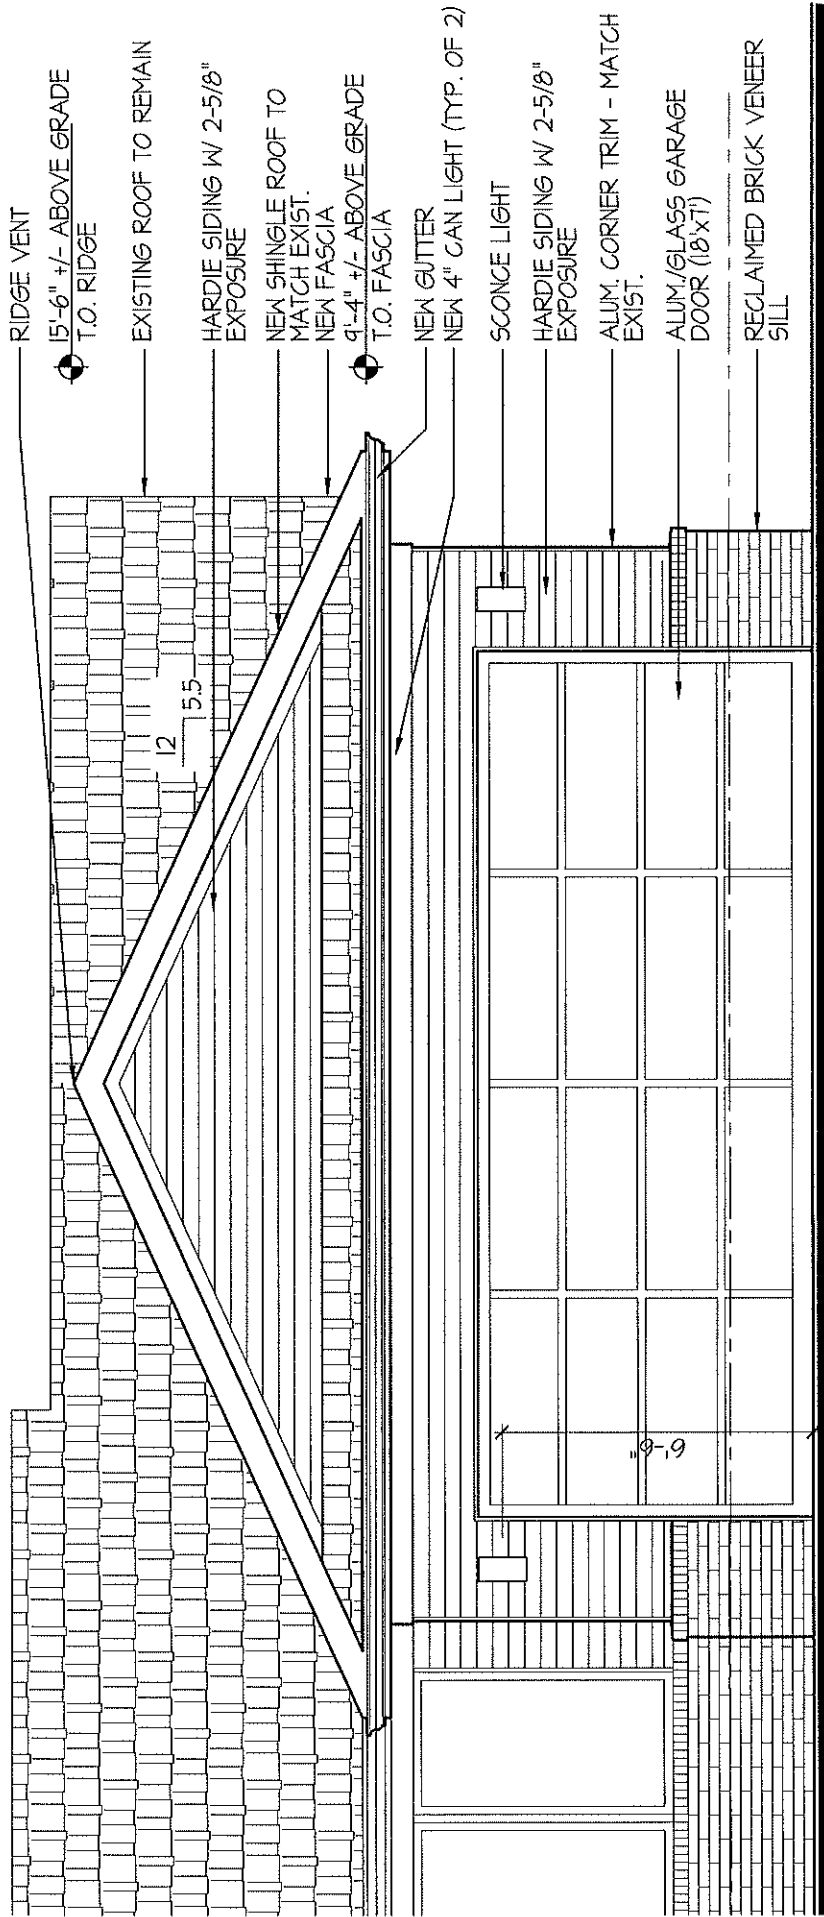 RIDGE VENT
15'-6" +/- ABOVE GRADE
T.O. RIDGE
EXISTING ROOF TO REMAIN
HARDIE SIDING W/ 2-5/8"
EXPOSURE
NEW SHINGLE ROOF TO
MATCH EXIST.
NEW FASCIA
9'-4" +/- ABOVE GRADE
T.O. FASCIA
NEW GUTTER
NEW 4" CAN LIGHT (TYP. OF 2)
SCONCE LIGHT
HARDIE SIDING W/ 2-5/8"
EXPOSURE
ALUM. CORNER TRIM - MATCH
EXIST.
ALUM./GLASS GARAGE
DOOR (18'x7')
RECLAIMED BRICK VENEER
SILL
12
5.5
6'-6"